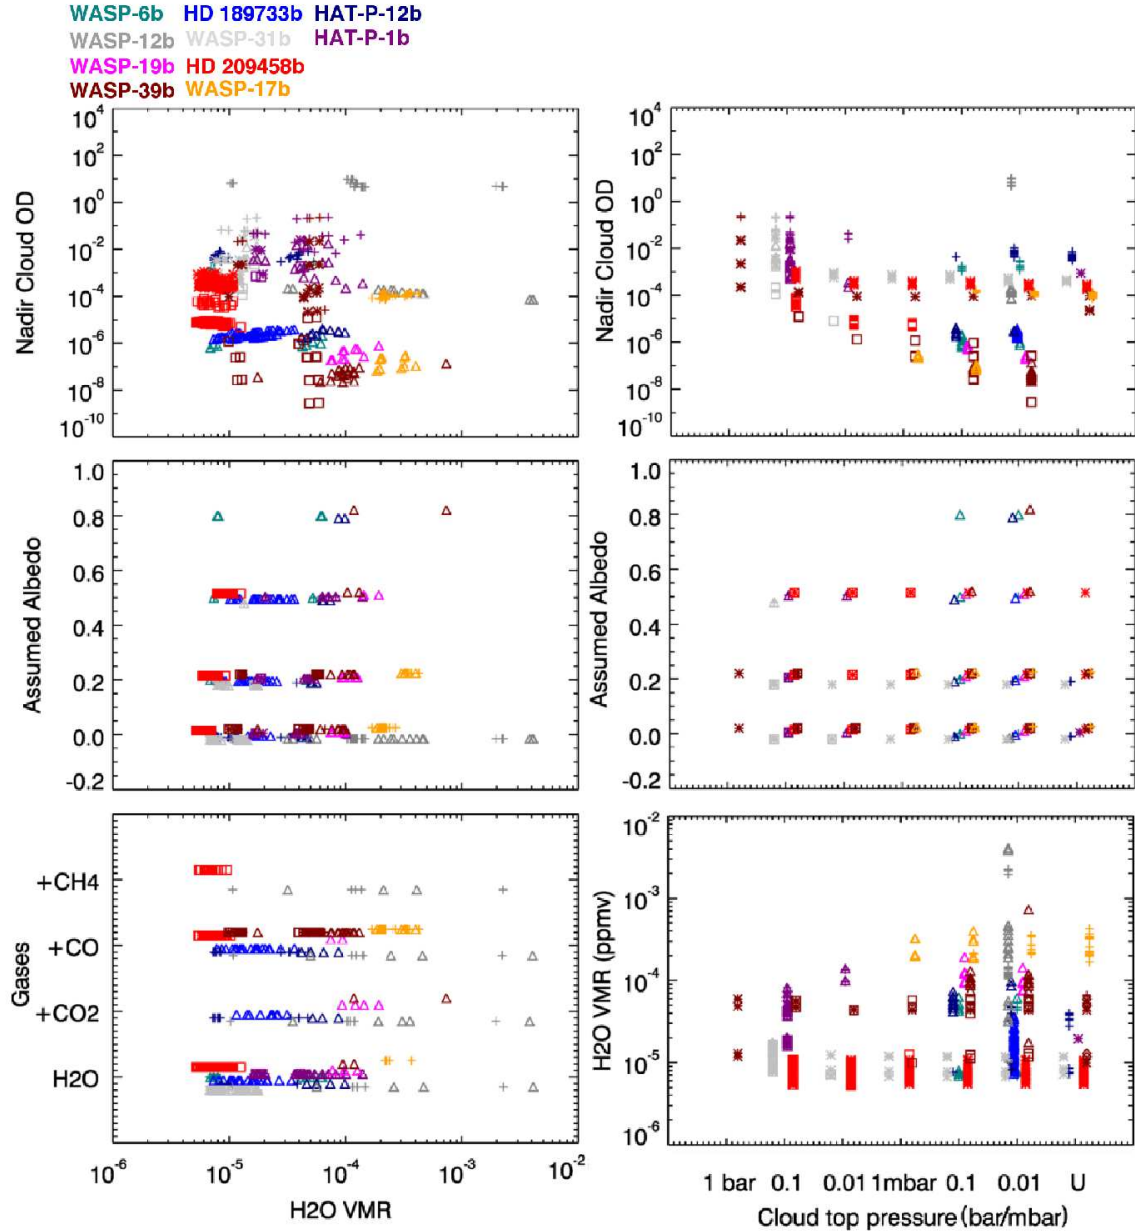 WASP-6b HD 189733b HAT-P-12b
WASP-12b WASP-31b HAT-P-1b
WASP-19b HD 209458b
WASP-39b WASP-17b
Nadir Cloud OD
10^4
10^2
10^0
10^-2
10^-4
10^-6
10^-8
10^-10
Nadir Cloud OD
10^4
10^2
10^0
10^-2
10^-4
10^-6
10^-8
10^-10
Assumed Albedo
1.0
0.8
0.6
0.4
0.2
0.0
-0.2
Assumed Albedo
1.0
0.8
0.6
0.4
0.2
0.0
-0.2
Gases
+CH4
+CO
+CO2
H2O
10^-6 10^-5 10^-4 10^-3 10^-2
H2O VMR
H2O VMR (ppmv)
10^-2
10^-3
10^-4
10^-5
10^-6
1 bar 0.1 0.01 1mbar 0.1 0.01 U
Cloud top pressure(bar/mbar)